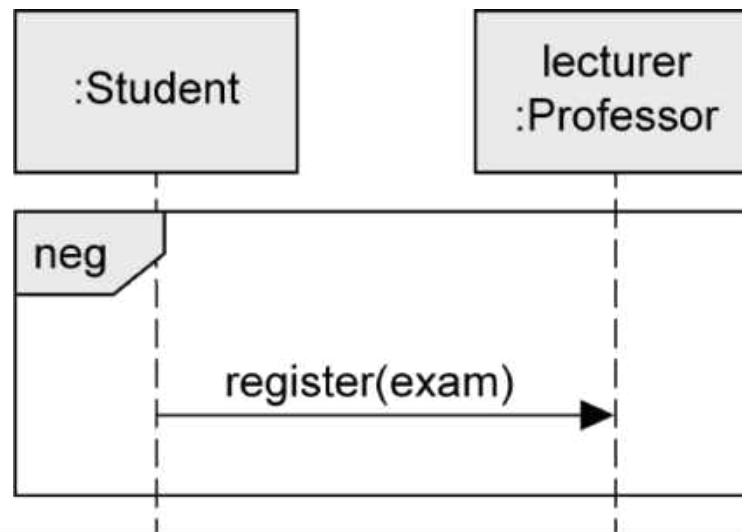 :Student
lecturer
:Professor
neg
register(exam)